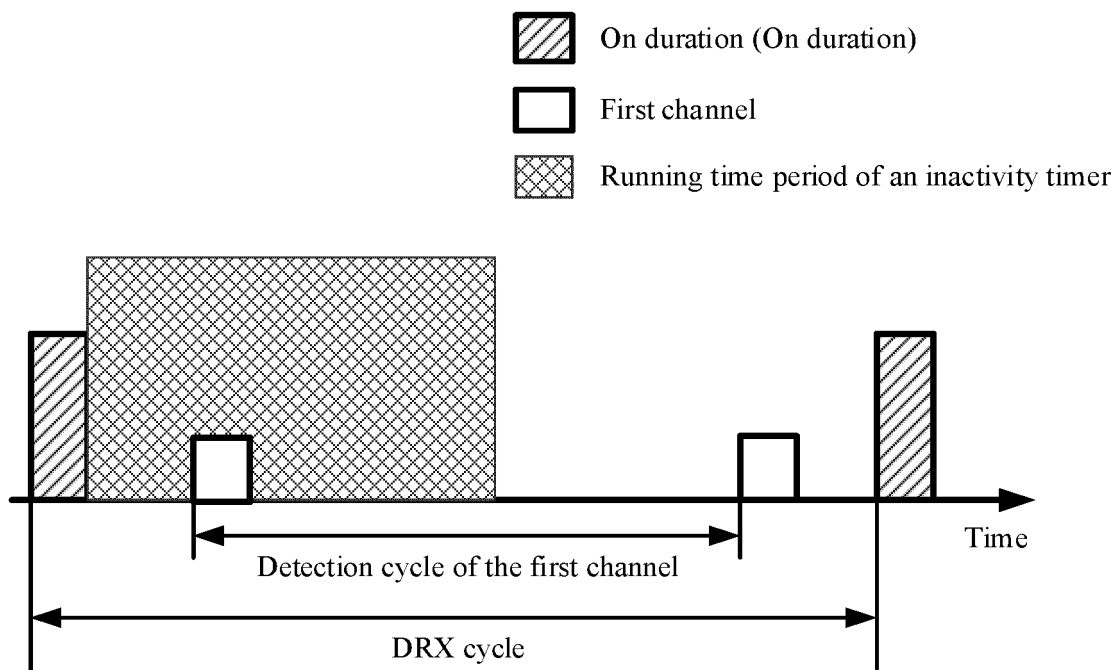 On duration (On duration)
First channel
Running time period of an inactivity timer
Time
Detection cycle of the first channel
DRX cycle